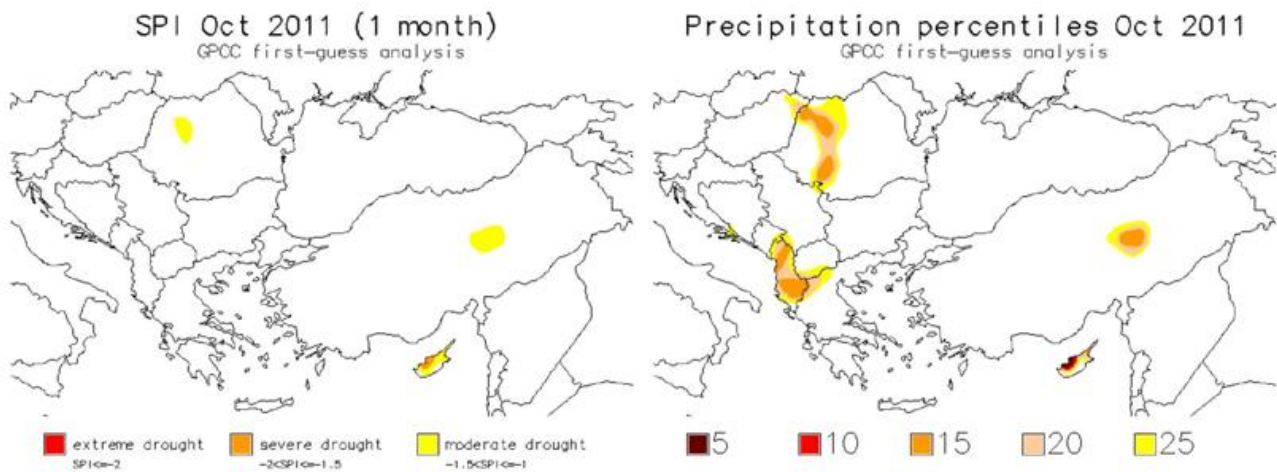 SPI Oct 2011 (1 month)
GPCC first-guess analysis
extreme drought
SPI<=-2
severe drought
-2<SPI<=-1.5
moderate drought
-1.5<SPI<=-1
Precipitation percentiles Oct 2011
GPCC first-guess analysis
5
10
15
20
25